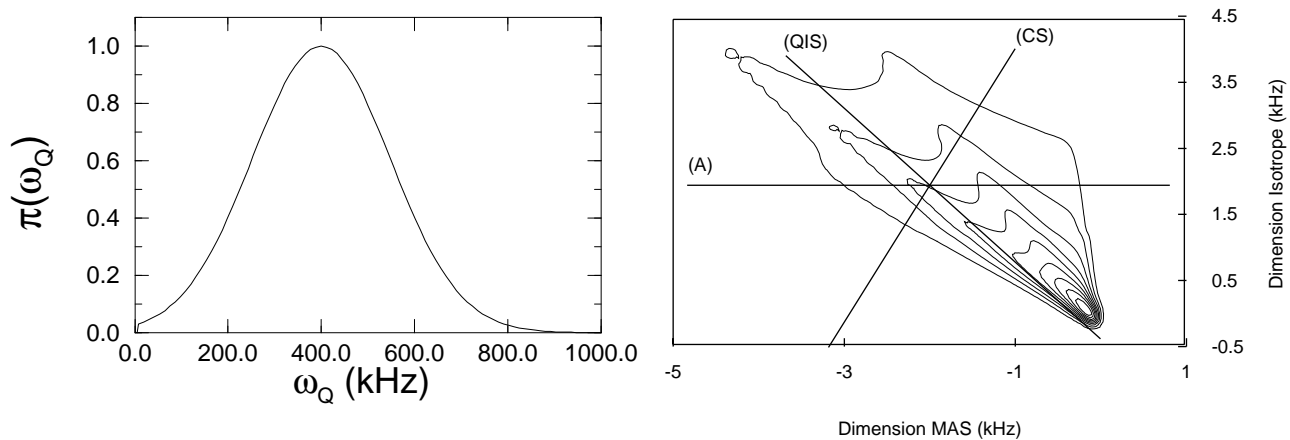 1.0
0.8
0.6
0.4
0.2
0.0
π(ω_Q)
0.0 200.0 400.0 600.0 800.0 1000.0
ω_Q (kHz)
(QIS)
(CS)
(A)
4.5
3.5
2.5
1.5
0.5
-0.5
Dimension Isotrope (kHz)
-5 -3 -1 1
Dimension MAS (kHz)